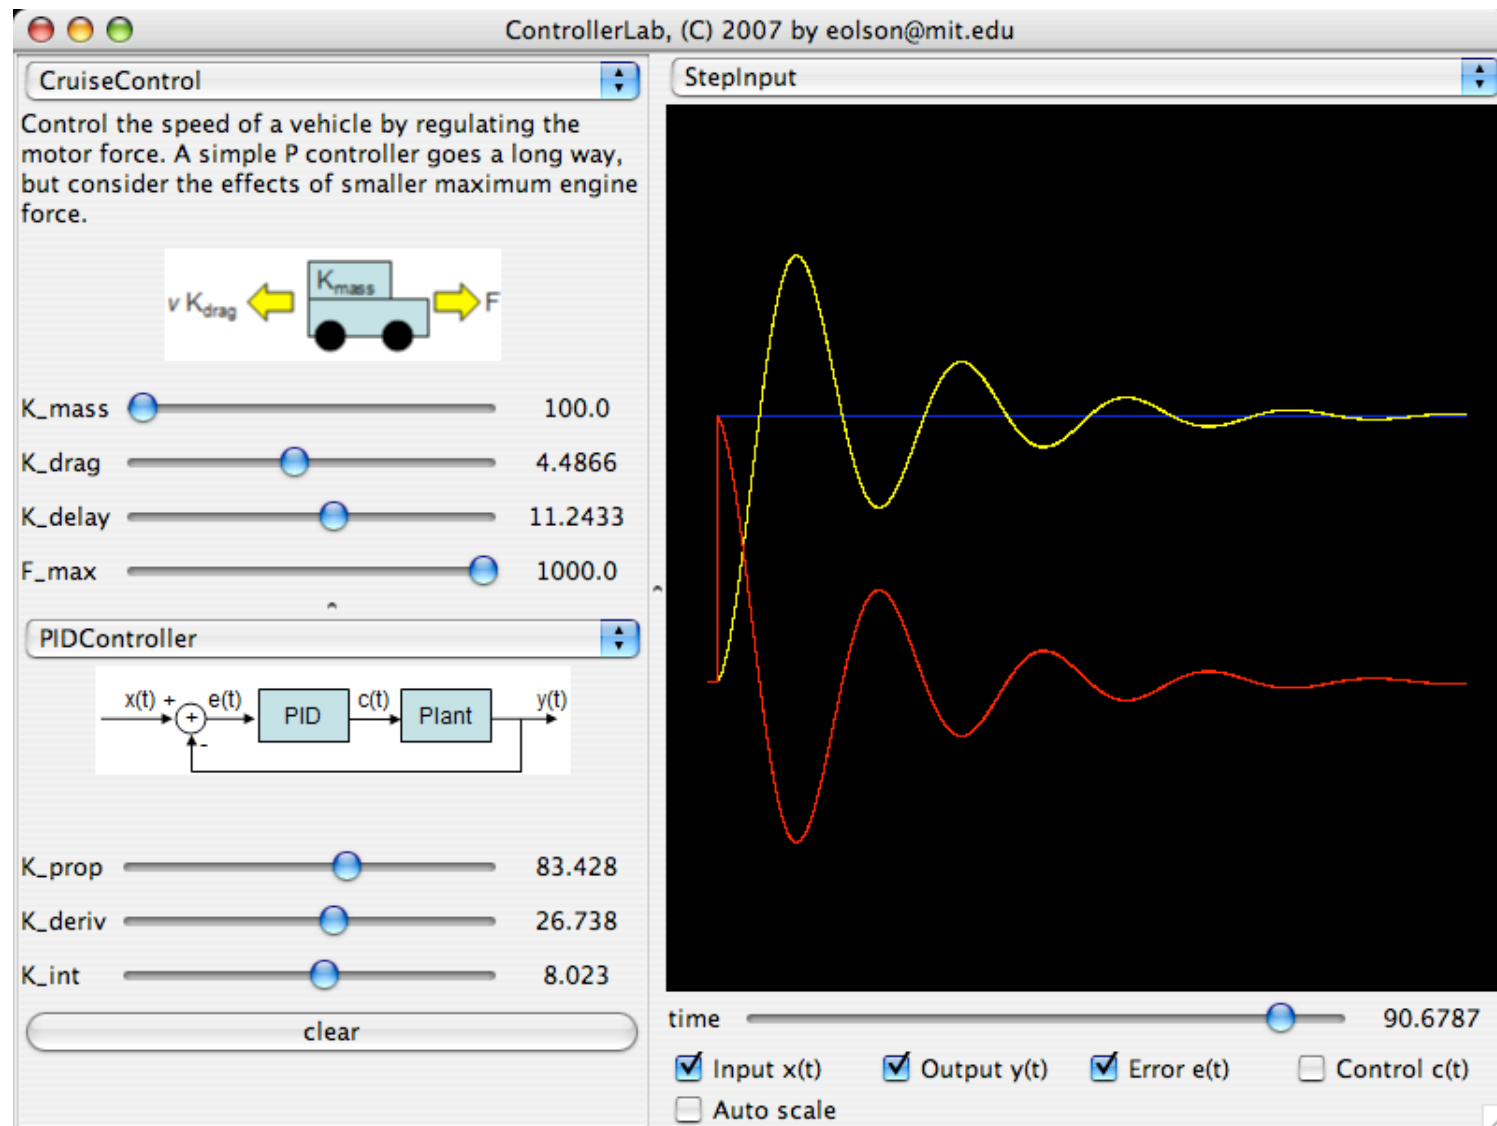 ControllerLab, (C) 2007 by eolson@mit.edu
CruiseControl
Control the speed of a vehicle by regulating the
motor force. A simple P controller goes a long way,
but consider the effects of smaller maximum engine
force.
v Kdrag
Kmass
F
K_mass 100.0
K_drag 4.4866
K_delay 11.2433
F_max 1000.0
PIDController
x(t) + e(t) c(t) y(t)
+ PID Plant
-
K_prop 83.428
K_deriv 26.738
K_int 8.023
clear
StepInput
time 90.6787
Input x(t) Output y(t) Error e(t) Control c(t)
Auto scale